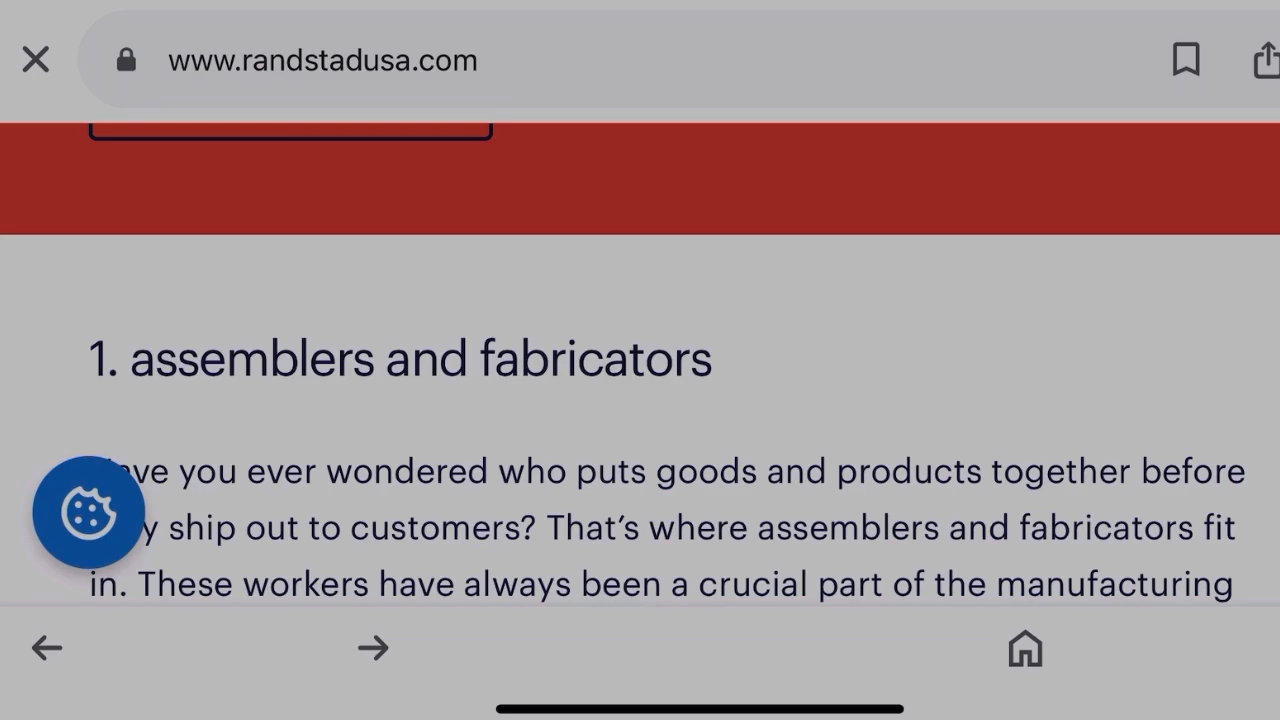 www.randstadusa.com
1. assemblers and fabricators
you ever wondered who puts goods and products together before
ship out to customers? That's where assemblers and fabricators fit
in. These workers have always been a crucial part of the manufacturing